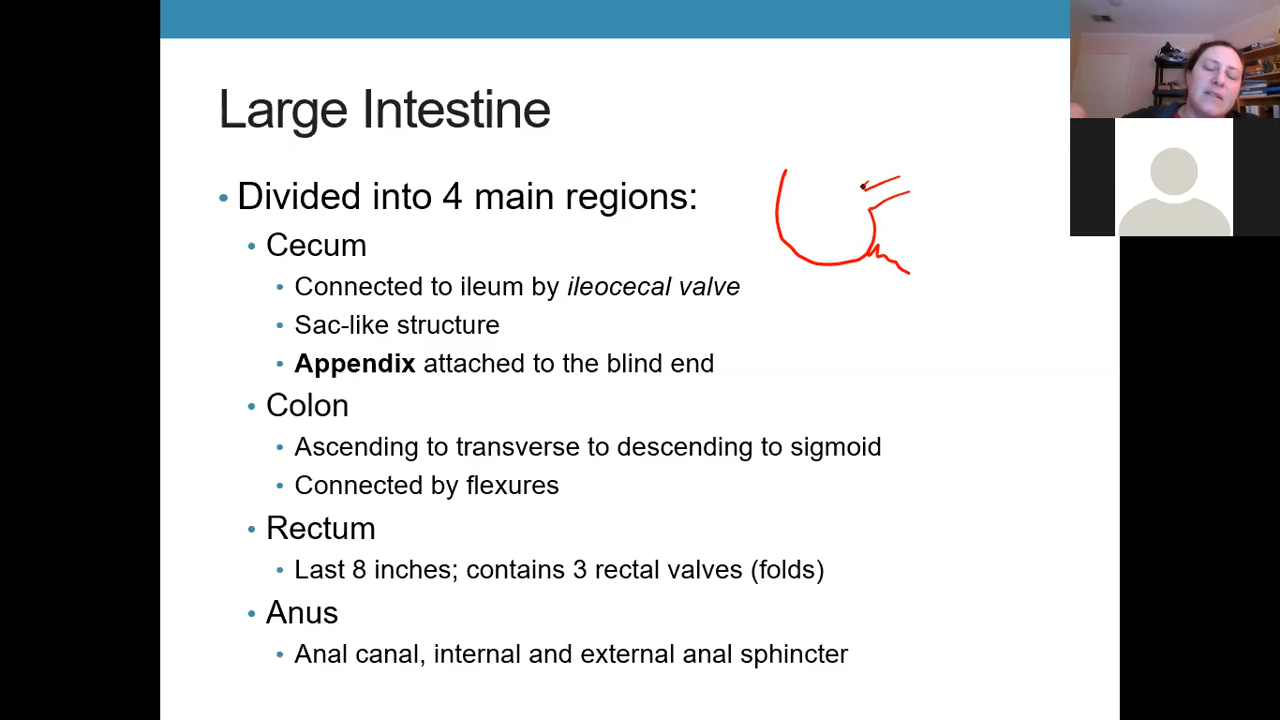 Large Intestine
• Divided into 4 main regions:
• Cecum
• Connected to ileum by ileocecal valve
• Sac-like structure
• Appendix attached to the blind end
• Colon
• Ascending to transverse to descending to sigmoid
• Connected by flexures
• Rectum
• Last 8 inches; contains 3 rectal valves (folds)
• Anus
• Anal canal, internal and external anal sphincter